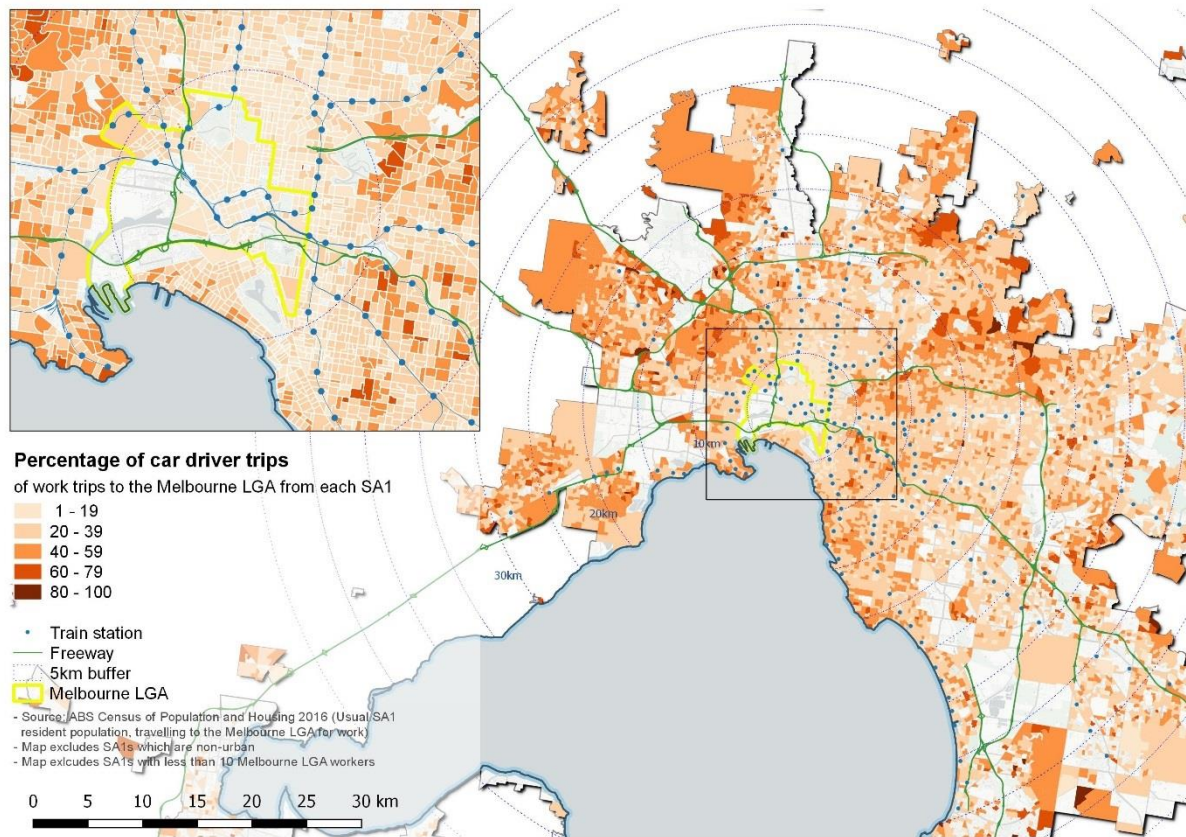 10km
20km
30km
Percentage of car driver trips
of work trips to the Melbourne LGA from each SA1
1 - 19
20 - 39
40 - 59
60 - 79
80 - 100
Train station
Freeway
5km buffer
Melbourne LGA
- Source: ABS Census of Population and Housing 2016 (Usual SA1
resident population, travelling to the Melbourne LGA for work)
- Map excludes SA1s which are non-urban
- Map exlcudes SA1s with less than 10 Melbourne LGA workers
0 5 10 15 20 25 30 km